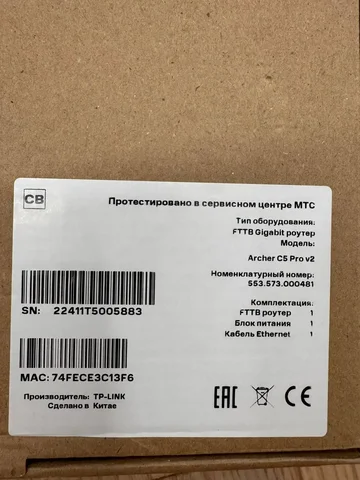 CB
Протестировано в сервисном центре МТС
Тип оборудования:
FTTB Gigabit роутер
Модель:
Archer C5 Pro v2
Номенклатурный номер:
553.573.000481
SN: 22411T5005883
Комплектация:
FTTB роутер 1
Блок питания 1
Кабель Ethernet 1
MAC: 74FECE3C13F6
Производитель: TP-LINK
Сделано в Китае
EAC
CE